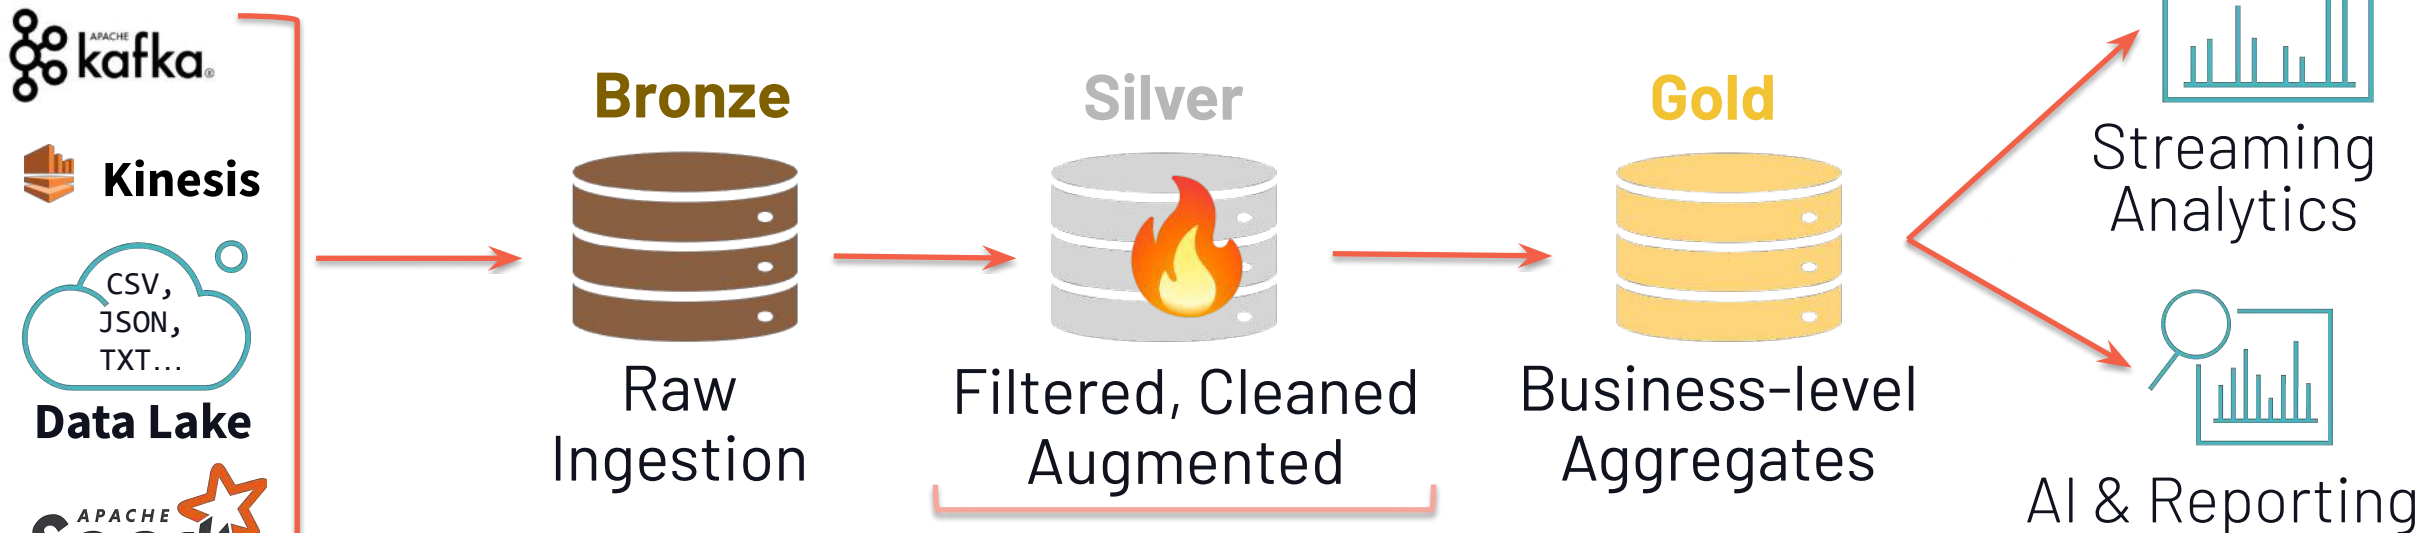 APACHE
kafka®
Kinesis
CSV,
JSON,
TXT...
Data Lake
APACHE
Bronze
Raw
Ingestion
Silver
Filtered, Cleaned
Augmented
Gold
Business-level
Aggregates
Streaming
Analytics
AI & Reporting